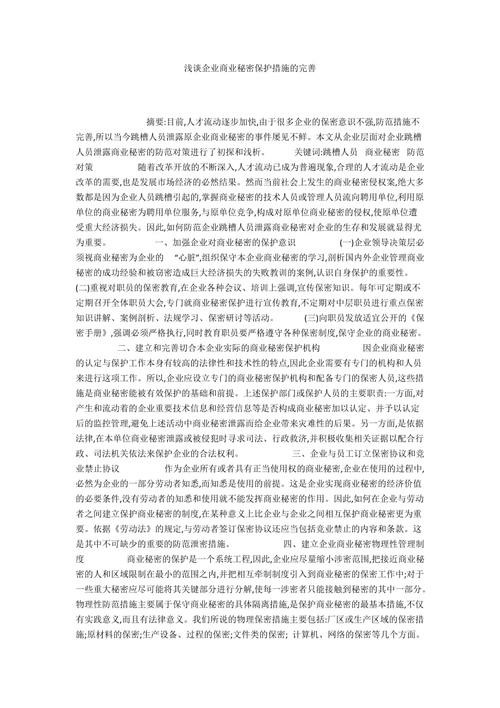 浅谈企业商业秘密保护措施的完善
摘要:目前,人才流动逐步加快,由于很多企业的保密意识不强,防范措施不
完善,所以当今跳槽人员泄露原企业商业秘密的事件屡见不鲜。本文从企业层面对企业跳槽
人员泄露商业秘密的防范对策进行了初探和浅析。 关键词:跳槽人员 商业秘密 防范
对策 随着改革开放的不断深入,人才流动已成为普遍现象,合理的人才流动是企业
改革的需要,也是发展市场经济的必然结果。然而当前社会上发生的商业秘密侵权案,绝大多
数都是因为企业人员跳槽引起的,掌握商业秘密的技术人员或管理人员流向聘用单位,利用原
单位的商业秘密为聘用单位服务,与原单位竞争,构成对原单位商业秘密的侵权,使原单位遭
受重大经济损失。因此,如何防范企业跳槽人员泄露商业秘密对企业的生存和发展就显得尤
为重要。 一、加强企业对商业秘密的保护意识 (一)企业领导决策层必
须视商业秘密为企业的 “心脏”,组织保守本企业商业秘密的学习,剖析国内外企业管理商业
秘密的成功经验和被窃密造成巨大经济损失的失败教训的案例,认识自身保护的重要性。
(二)重视对职员的保密教育,在企业各种会议、培训上强调,宣传保密知识。每年可定期或不
定期召开全体职员大会,专门就商业秘密保护进行宣传教育,不定期对中层职员进行重点保密
知识讲解、案例剖析、法规学习、保密研讨等活动。 (三)向职员发放适宜公开的《保
密手册》,强调必须严格执行,同时教育职员要严格遵守各种保密制度,保守企业的商业秘密。
二、建立和完善切合本企业实际的商业秘密保护机构 因企业商业秘密
的认定与保护工作本身有较高的法律性和技术性的特点,因此企业需要有专门的机构和人员
来进行这项工作。所以,企业应设立专门的商业秘密保护机构和配备专门的保密人员,这些措
施是商业秘密能被有效保护的基础和前提。上述保护部门或保护人员的主要职责:一方面,对
产生和流动着的企业重要技术信息和经营信息等是否构成商业秘密加以认定、并予以认定
后的监控管理,避免上述活动中商业秘密泄露而给企业带来灾难性的后果。另一方面,是依据
法律,在本单位商业秘密泄露或被侵犯时寻求司法、行政救济,并积极收集相关证据以配合行
政、司法机关依法来保护企业的合法权利。 三、企业与员工订立保密协议和竞
业禁止协议 作为企业所有或者具有正当使用权的商业秘密,企业在使用的过程中,
必然为企业的一部分劳动者知悉,而知悉是使用的前提。这是企业实现商业秘密的经济价值
的必要条件,没有劳动者的知悉和使用就不能发挥商业秘密的作用。因此,如何在企业与劳动
者之间建立保护商业秘密的制度,在某种意义上比企业与企业之间相互保护商业秘密更为重
要。依据《劳动法》的规定,与劳动者签订保密协议还应当包括竞业禁止的内容和条款。这
是其中不可缺少的重要的防范泄密措施。 四、建立企业商业秘密物理性管理制
度 商业秘密的保护是一个系统工程,因此,企业应尽量缩小涉密范围,把接近商业秘
密的人和区域限制在最小的范围之内,并把相互牵制制度引入到商业秘密的保密工作中;对于
一些重大秘密应尽可能将其关键部分进行分解,使每一涉密者只能接触到秘密的其中一部分。
物理性防范措施主要属于保守商业秘密的具体隔离措施,是保护商业秘密的最基本措施,不仅
有实践意义,而且有法律意义。我们所说的物理保密措施主要包括:厂区或生产区域的保密措
施;原材料的保密;生产设备、过程的保密;文件类的保密; 计算机、网络的保密等几个方面。